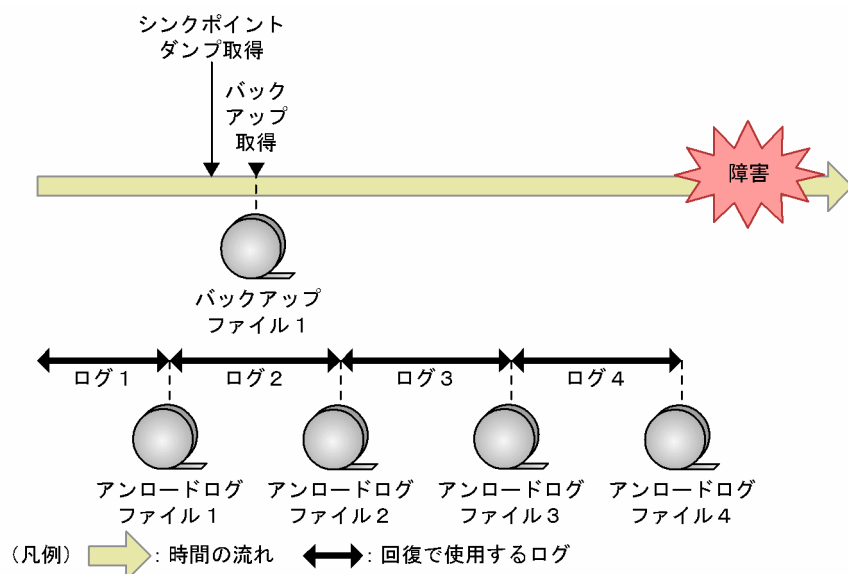 シンクポイント
ダンプ取得
バック
アップ
取得
障害
バックアップ
ファイル1
ログ1
ログ2
ログ3
ログ4
アンロードログ
ファイル1
アンロードログ
ファイル2
アンロードログ
ファイル3
アンロードログ
ファイル4
(凡例)
:時間の流れ
:回復で使用するログ